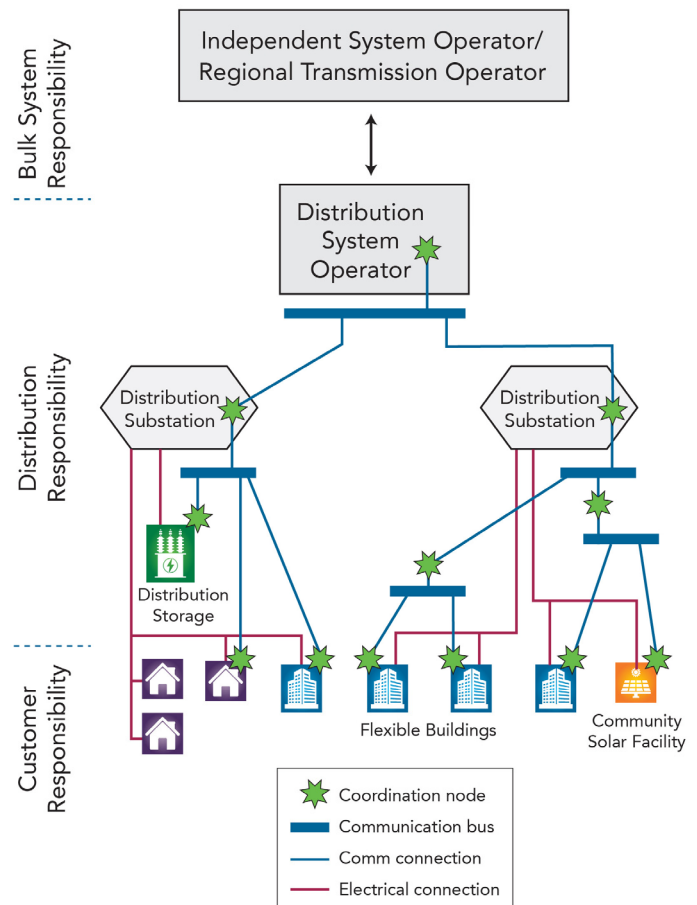 Independent System Operator/
Regional Transmission Operator
Bulk System
Responsibility
Distribution
System
Operator
Distribution
Responsibility
Distribution
Substation
Distribution
Substation
Distribution
Storage
Customer
Responsibility
Flexible Buildings
Community
Solar Facility
Coordination node
Communication bus
Comm connection
Electrical connection